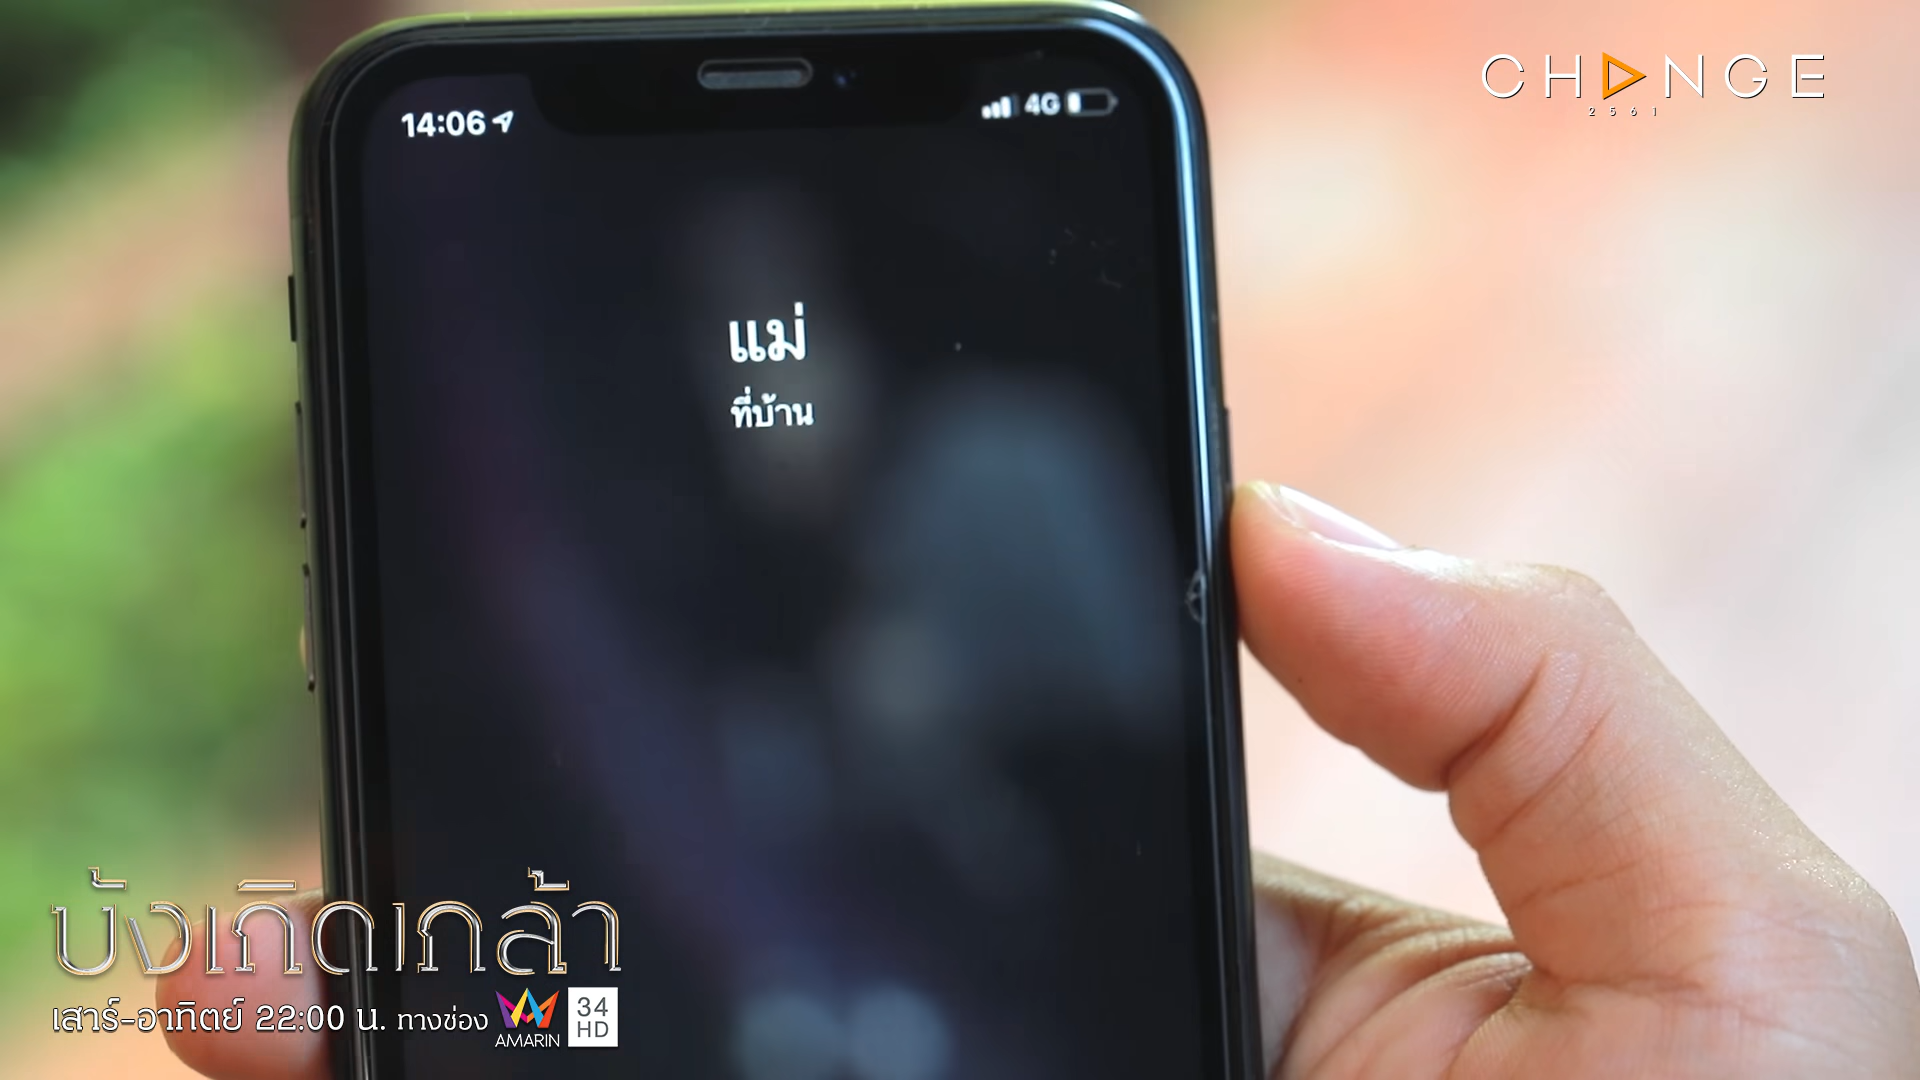 14:06
4G
CHANGE
2561
แม่
ที่บ้าน
บ้งเกิดเกล้า
เสาร์-อาทิตย์ 22:00 น. ทางช่อง AMARIN 34 HD